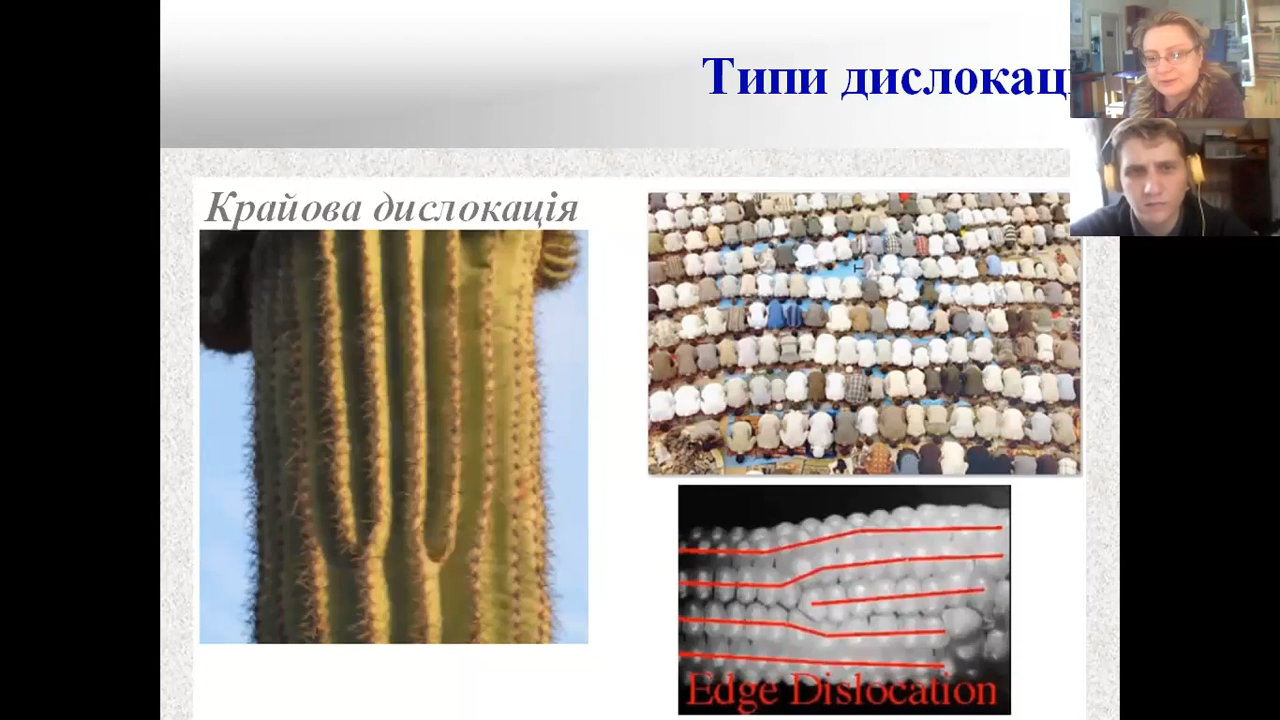 Типи дислокац
Крайова дислокація
Edge Dislocation